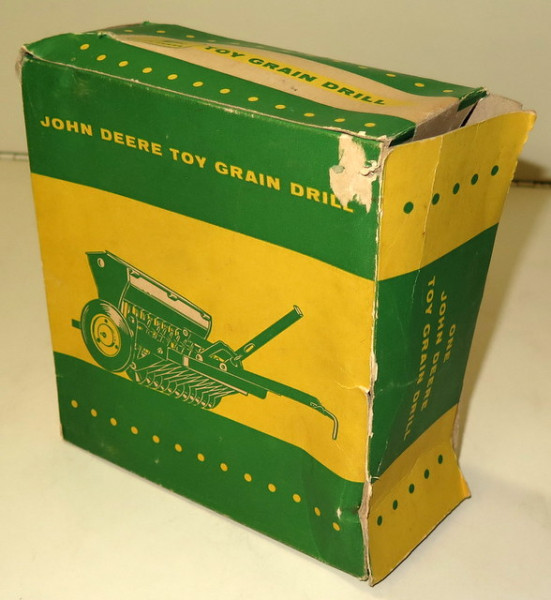 TOY GRAIN DRILL
JOHN DEERE TOY GRAIN DRILL
ONE
JOHN DEERE
TOY GRAIN DRILL